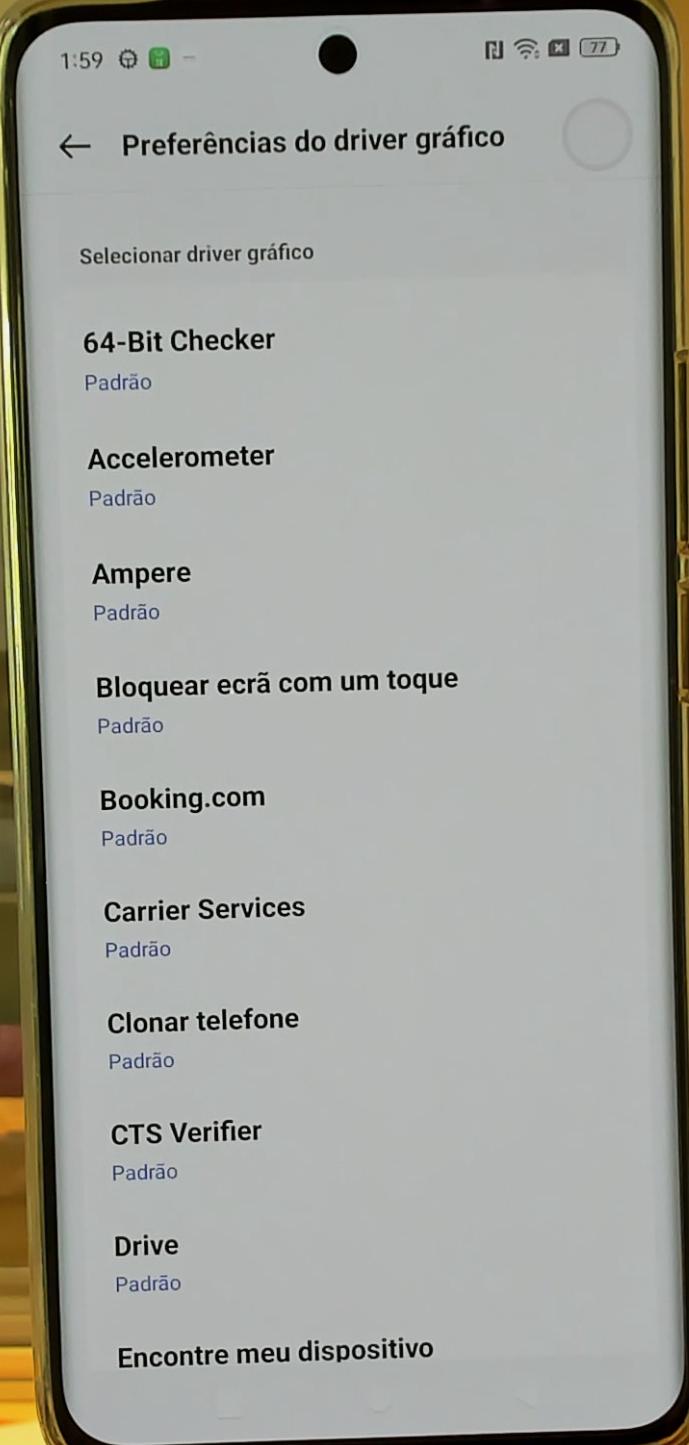 1:59
77
Preferências do driver gráfico
Selecionar driver gráfico
64-Bit Checker
Padrão
Accelerometer
Padrão
Ampere
Padrão
Bloquear ecrã com um toque
Padrão
Booking.com
Padrão
Carrier Services
Padrão
Clonar telefone
Padrão
CTS Verifier
Padrão
Drive
Padrão
Encontre meu dispositivo